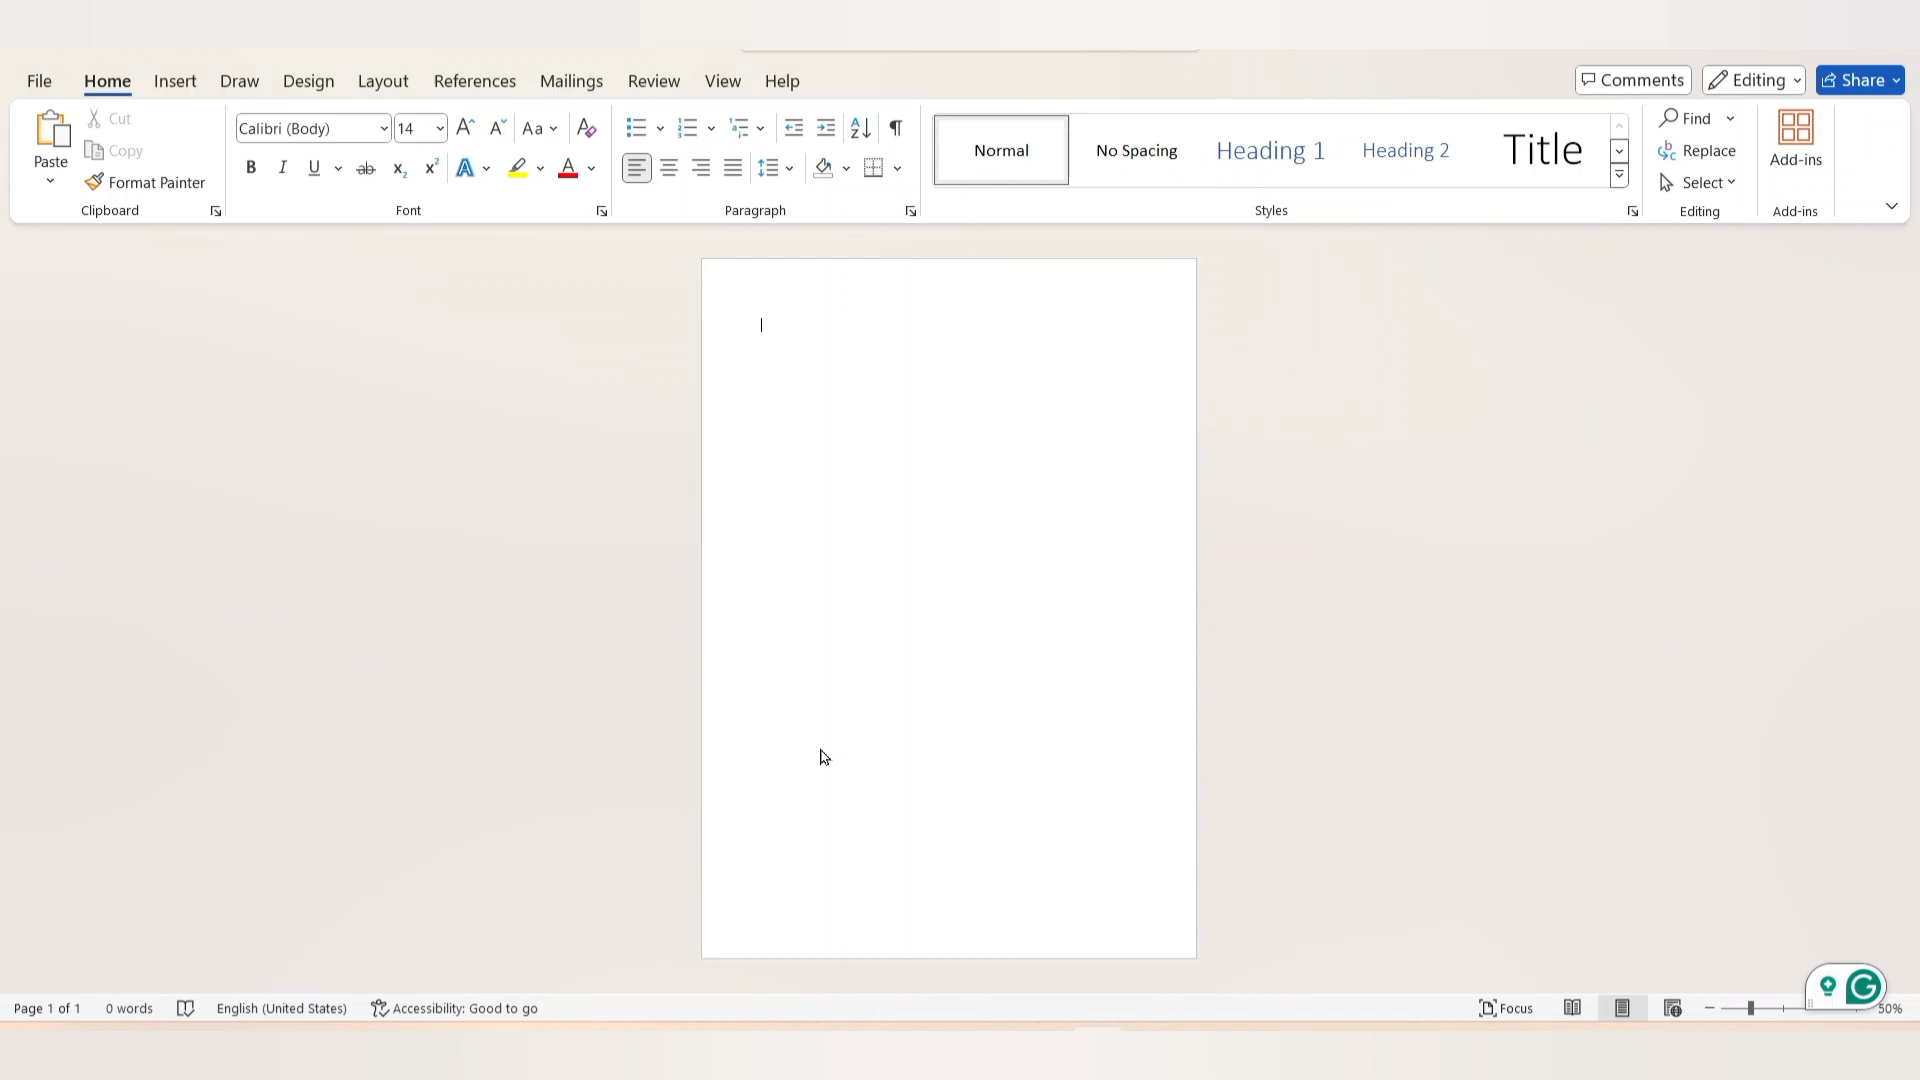 File Home Insert Draw Design Layout References Mailings Review View Help Comments Editing Share
Paste Cut Copy Format Painter
Clipboard
Calibri (Body) 14 Aa
B I U ab x₂ x² A A
Font
Paragraph
Normal No Spacing Heading 1 Heading 2 Title
Styles
Find
Replace
Select
Editing
Add-ins
Add-ins
Page 1 of 1 0 words English (United States) Accessibility: Good to go Focus 50%